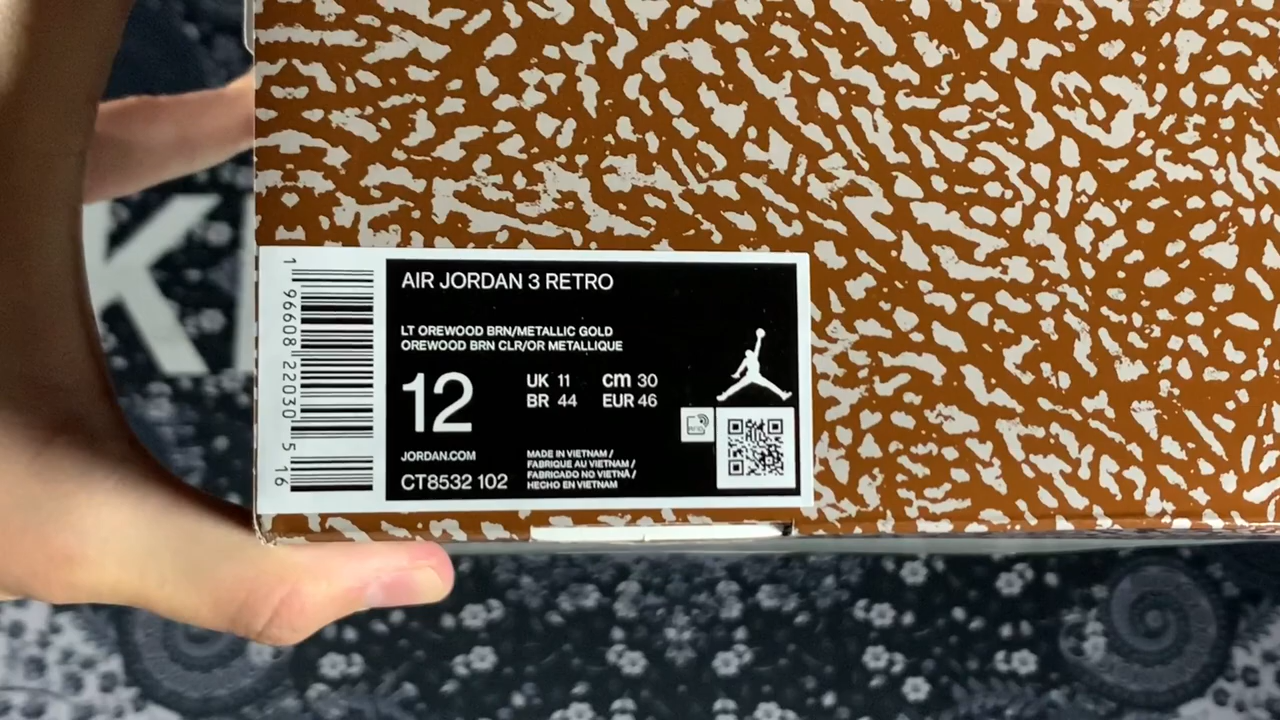 AIR JORDAN 3 RETRO
LT OREWOOD BRN/METALLIC GOLD
OREWOOD BRN CLR/OR METALLIQUE
12
UK 11 cm 30
BR 44 EUR 46
JORDAN.COM
CT8532 102
MADE IN VIETNAM /
FABRIQUE AU VIETNAM /
FABRICADO NO VIETNÃ /
HECHO EN VIETNAM
1 96608 22030 5 16
K